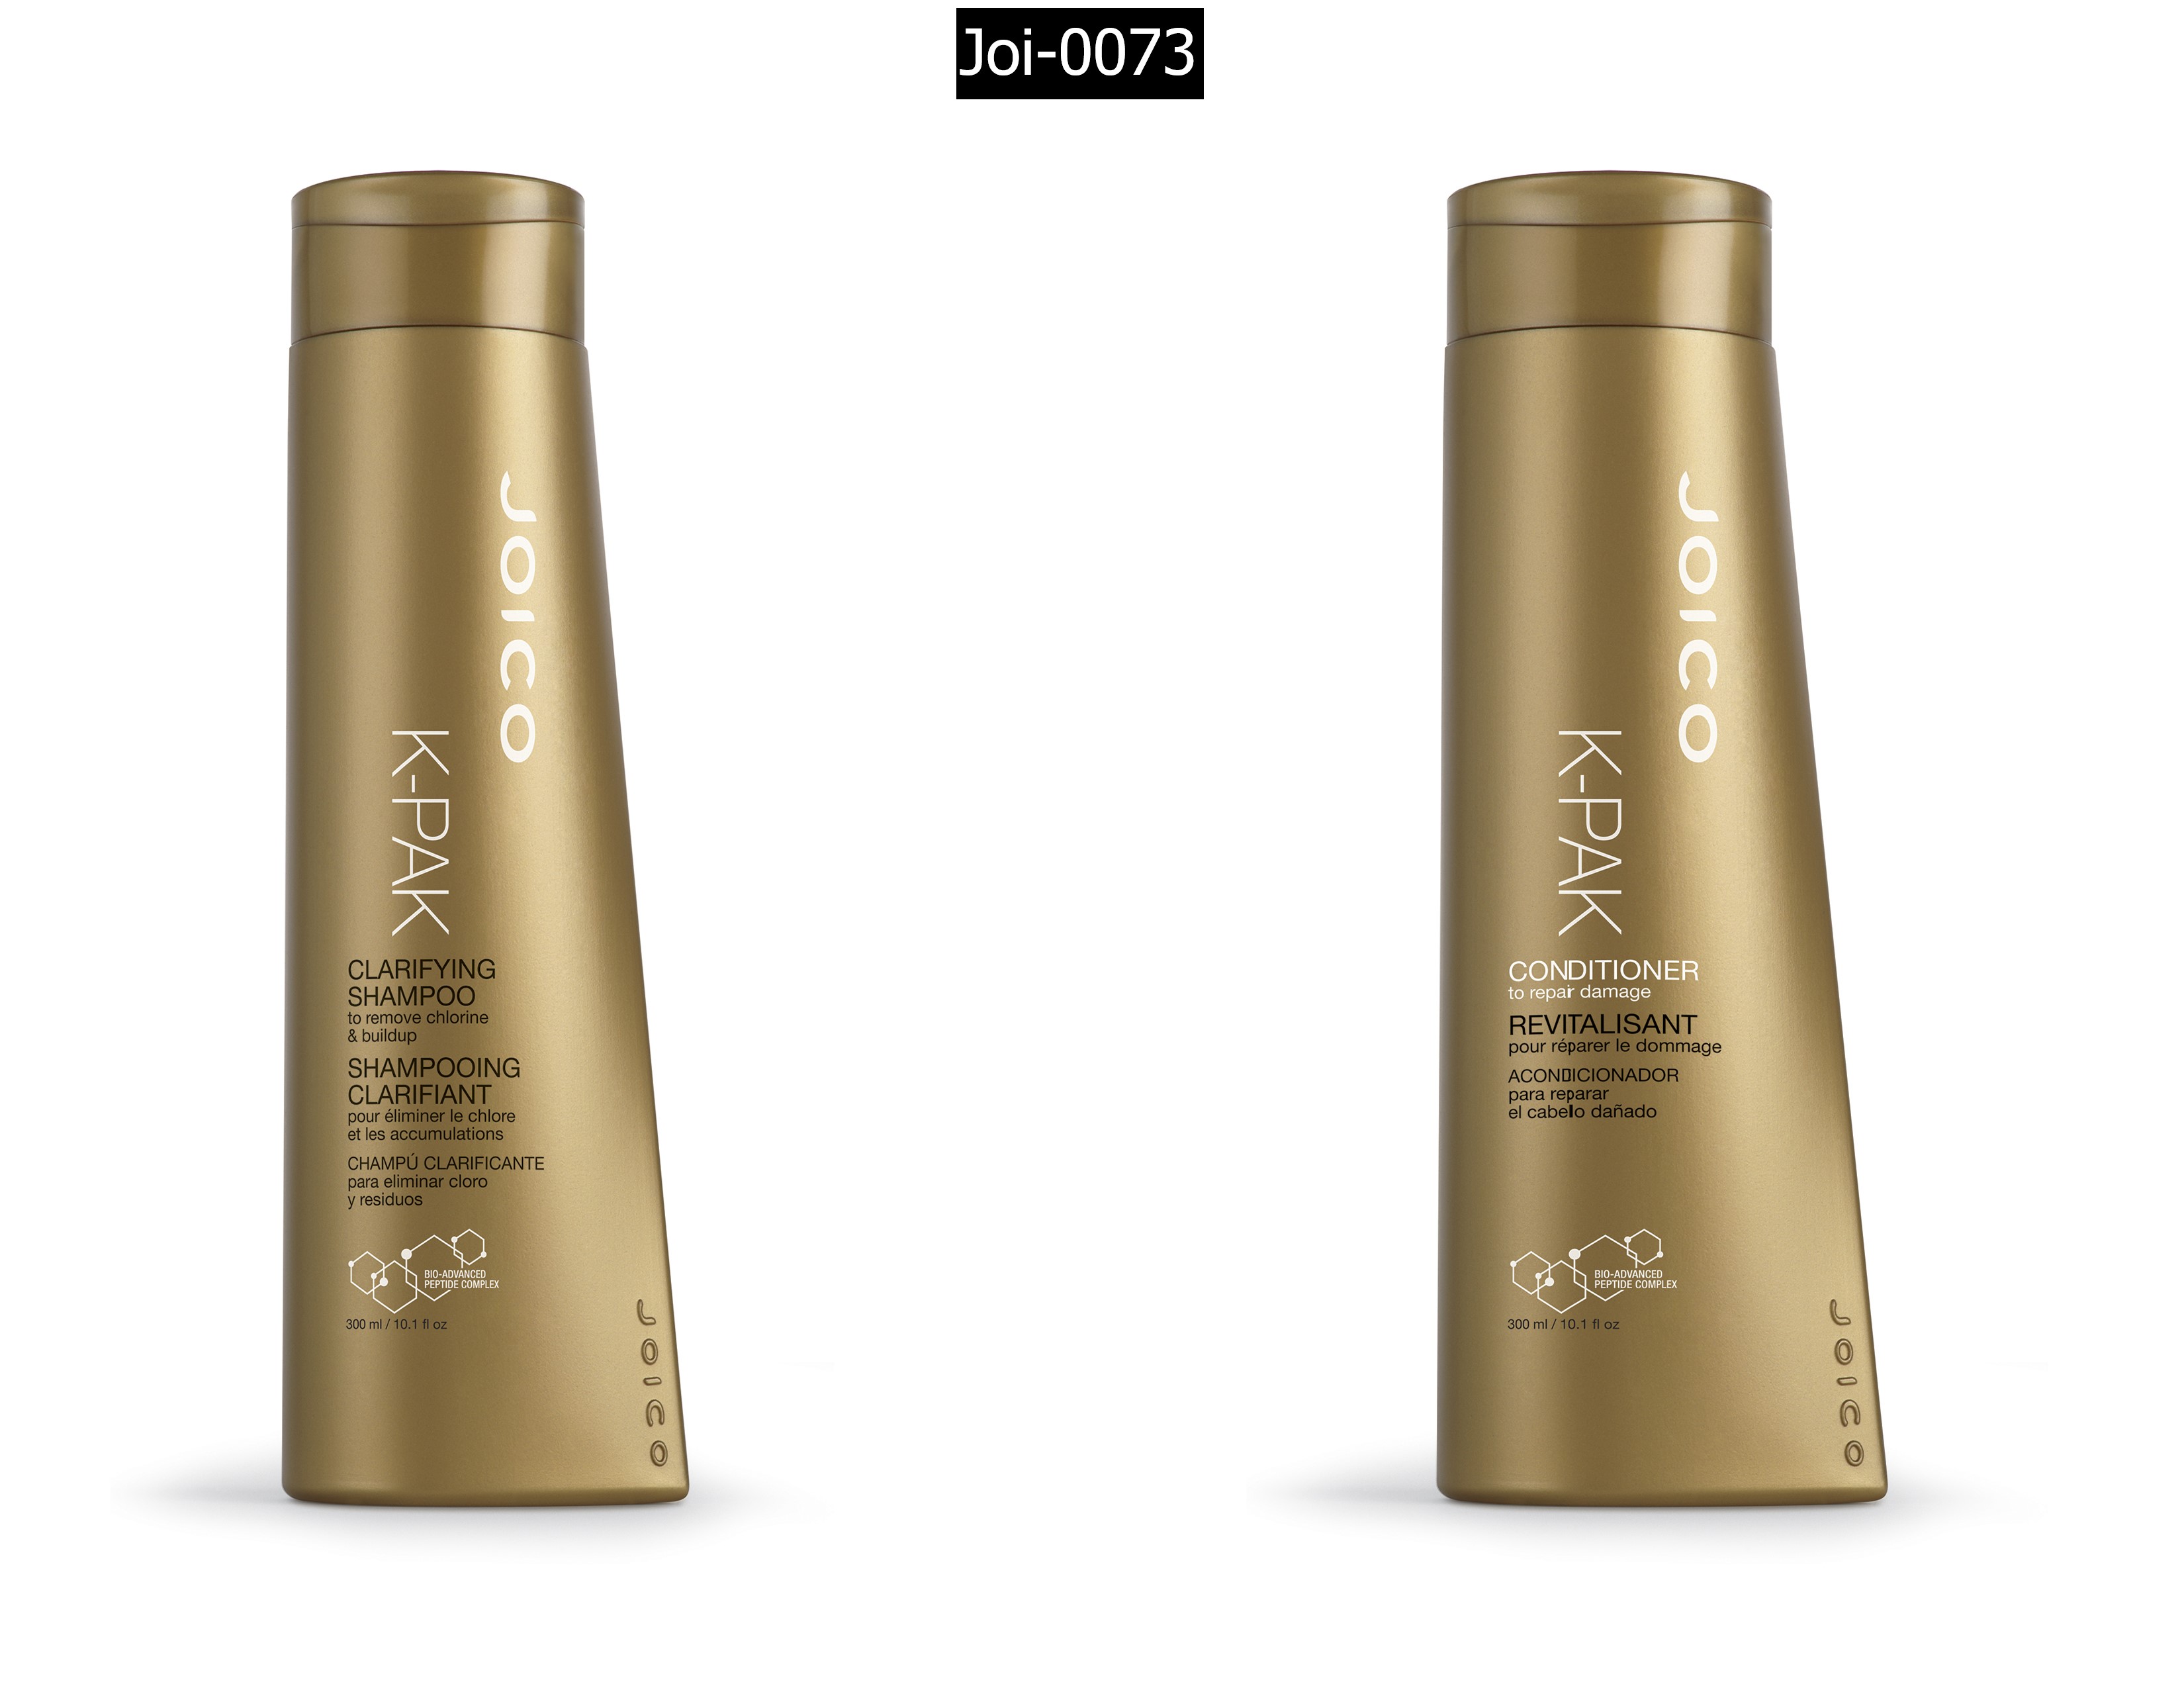 Joi-0073
JOICO
K-PAK
CLARIFYING
SHAMPOO
to remove chlorine
& buildup
SHAMPOOING
CLARIFIANT
pour éliminer le chlore
et les accumulations
CHAMPÚ CLARIFICANTE
para eliminar cloro
y residuos
BIO-ADVANCED
PEPTIDE COMPLEX
300 ml / 10.1 fl oz
JOICO
JOICO
K-PAK
CONDITIONER
to repair damage
REVITALISANT
pour réparer le dommage
ACONDICIONADOR
para reparar
el cabello dañado
BIO-ADVANCED
PEPTIDE COMPLEX
300 ml / 10.1 fl oz
JOICO